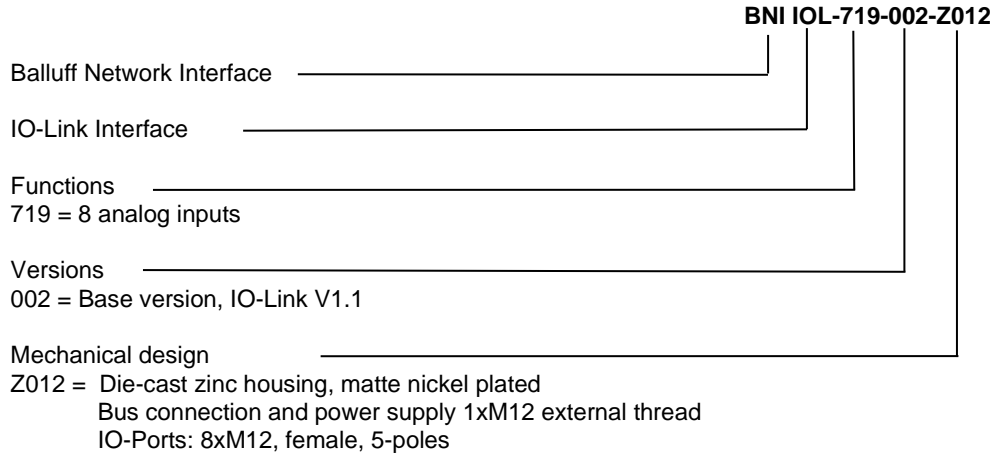 BNI IOL-719-002-Z012
Balluff Network Interface
IO-Link Interface
Functions
719 = 8 analog inputs
Versions
002 = Base version, IO-Link V1.1
Mechanical design
Z012 = Die-cast zinc housing, matte nickel plated
Bus connection and power supply 1xM12 external thread
IO-Ports: 8xM12, female, 5-poles